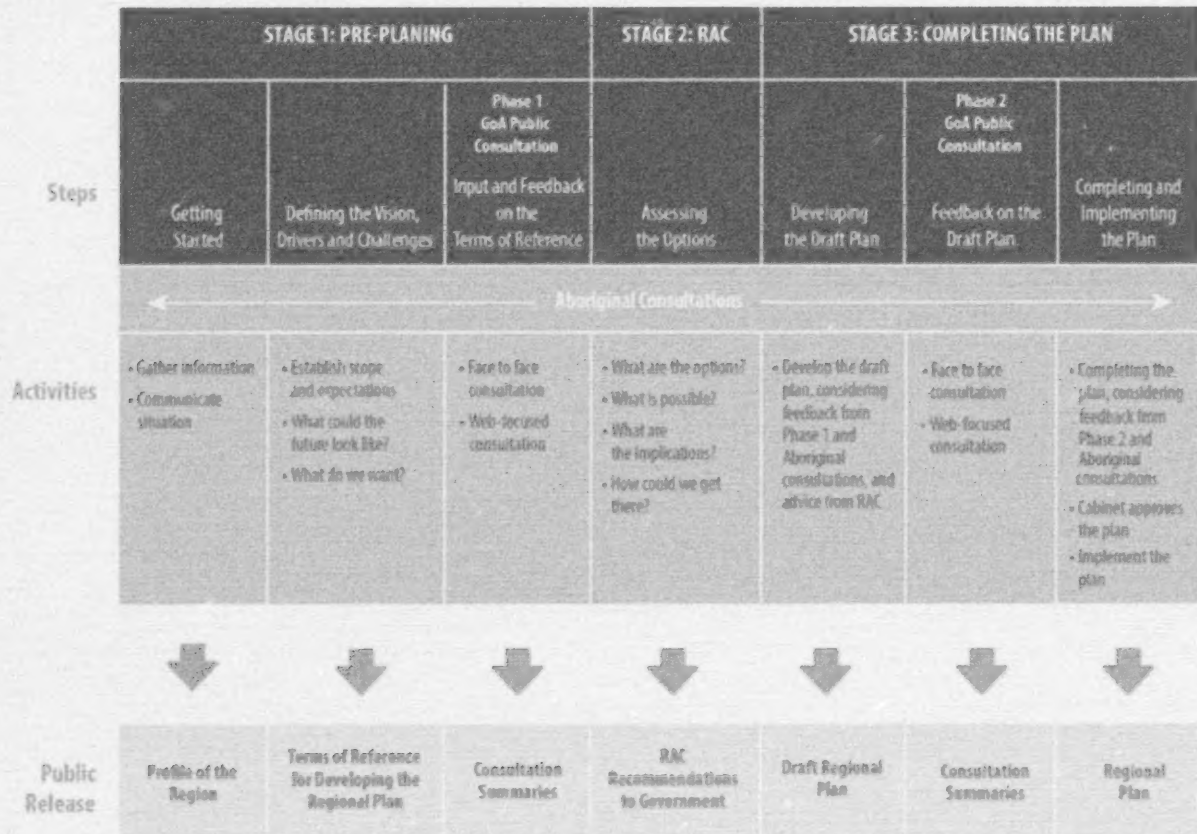 STAGE 1: PRE-PLANING
STAGE 2: RAC
STAGE 3: COMPLETING THE PLAN
Steps
Getting
Started
Defining the Vision,
Drivers and Challenges
Phase 1
GoA Public
Consultation
Input and Feedback
on the
Terms of Reference
Assessing
the Options
Developing
the Draft Plan
Phase 2
GoA Public
Consultation
Feedback on the
Draft Plan
Completing and
Implementing
the Plan
Aboriginal Consultations
Activities
• Gather information
• Communicate
situation
• Establish scope
and expectations
• What could the
future look like?
• What do we want?
• Face to face
consultation
• Web-focused
consultation
• What are the options?
• What is possible?
• What are
the implications?
• How could we get
there?
• Develop the draft
plan, considering
feedback from
Phase 1 and
Aboriginal
consultations, and
advice from RAC
• Face to face
consultation
• Web-focused
consultation
• Completing the
plan, considering
feedback from
Phase 2 and
Aboriginal
consultations
• Cabinet approves
the plan
• Implement the
plan
Public
Release
Profile of the
Region
Terms of Reference
for Developing the
Regional Plan
Consultation
Summaries
RAC
Recommendations
to Government
Draft Regional
Plan
Consultation
Summaries
Regional
Plan